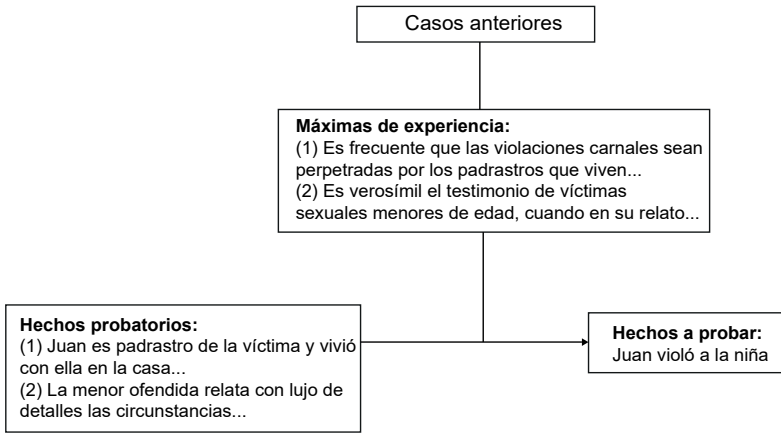 Casos anteriores
Máximas de experiencia:
(1) Es frecuente que las violaciones carnales sean
perpetradas por los padrastros que viven...
(2) Es verosímil el testimonio de víctimas
sexuales menores de edad, cuando en su relato...
Hechos probatorios:
(1) Juan es padrastro de la víctima y vivió
con ella en la casa...
(2) La menor ofendida relata con lujo de
detalles las circunstancias...
Hechos a probar:
Juan violó a la niña